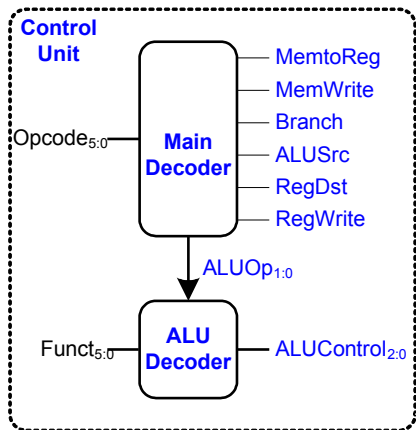 Control
Unit
MemtoReg
MemWrite
Branch
ALUSrc
RegDst
RegWrite
Opcode5:0
Main
Decoder
ALUOp1:0
Funct5:0
ALU
Decoder
ALUControl2:0